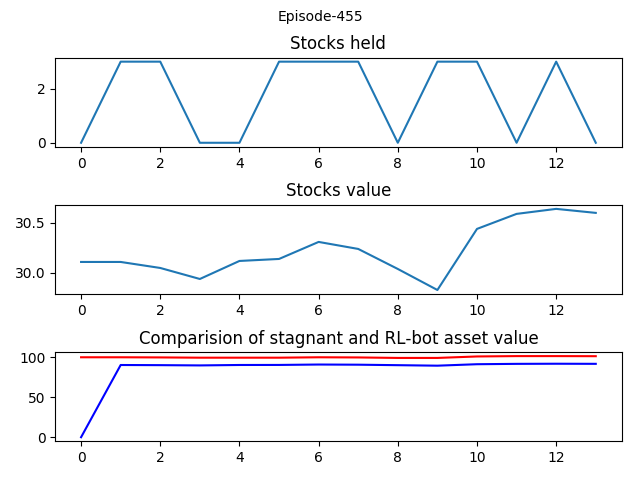 Episode-455
Stocks held
2
0
0 2 4 6 8 10 12
Stocks value
30.5
30.0
0 2 4 6 8 10 12
Comparision of stagnant and RL-bot asset value
100
50
0
0 2 4 6 8 10 12